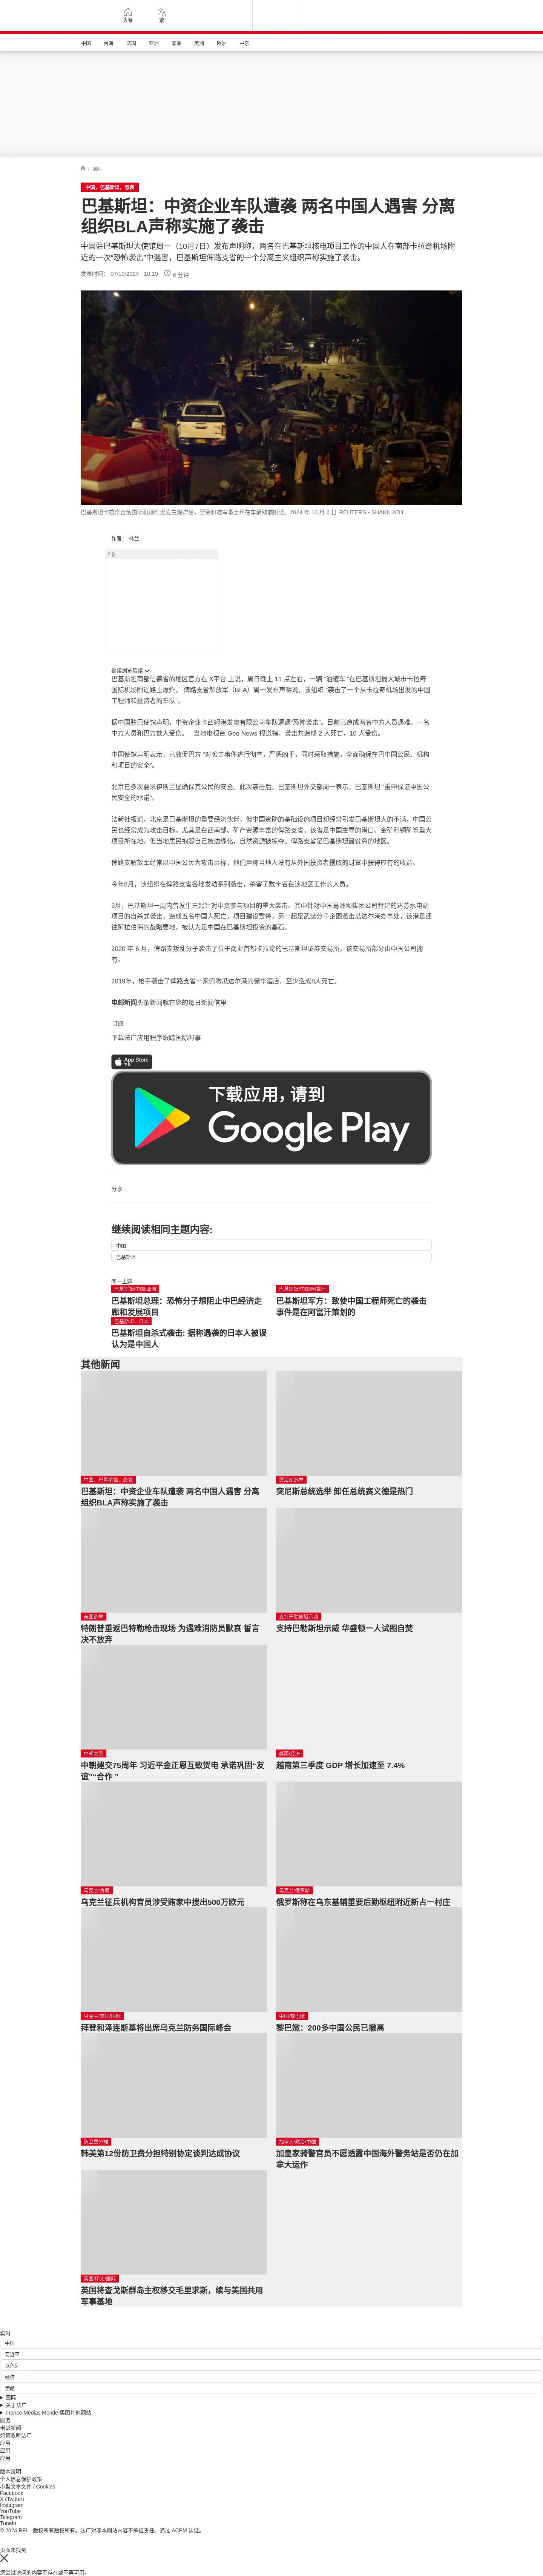 头条
繁
中国
台海
法国
亚洲
非洲
美洲
欧洲
中东
/ 国际
中国、巴基斯坦、恐袭
巴基斯坦：中资企业车队遭袭 两名中国人遇害 分离
组织BLA声称实施了袭击
中国驻巴基斯坦大使馆周一（10月7日）发布声明称，两名在巴基斯坦核电项目工作的中国人在南部卡拉奇机场附
近的一次“恐怖袭击”中遇害，巴基斯坦俾路支省的一个分离主义组织声称实施了袭击。
发表时间： 07/10/2024 - 10:19
6 分钟
巴基斯坦卡拉奇吉纳国际机场附近发生爆炸后，警察和准军事士兵在车辆残骸附近。2024 年 10 月 6 日 REUTERS - SHAKIL ADIL
作者： 林兰
广告
继续浏览后续
巴基斯坦南部信德省的地区官方在 X平台 上说，周日晚上 11 点左右，一辆 “油罐车 ”在巴基斯坦最大城市卡拉奇
国际机场附近路上爆炸。 俾路支省解放军（BLA）周一发布声明说，该组织 “袭击了一个从卡拉奇机场出发的中国
工程师和投资者的车队”。
据中国驻巴使馆声明，中资企业卡西姆港发电有限公司车队遭遇“恐怖袭击”。目前已造成两名中方人员遇难、一名
中方人员和巴方数人受伤。 当地电视台 Geo News 报道指，袭击共造成 2 人死亡，10 人受伤。
中国使馆声明表示，已敦促巴方 “对袭击事件进行彻查，严惩凶手，同时采取措施，全面确保在巴中国公民、机构
和项目的安全”。
北京已多次要求伊斯兰堡确保其公民的安全。此次袭击后，巴基斯坦外交部周一表示，巴基斯坦 “重申保证中国公
民安全的承诺”。
法新社报道，北京是巴基斯坦的重要经济伙伴，但中国资助的基础设施项目却经常引发巴基斯坦人的不满，中国公
民也经常成为攻击目标，尤其是在西南部、矿产资源丰富的俾路支省，该省是中国主导的港口、金矿和铜矿等重大
项目所在地，但当地居民抱怨自己被边缘化，自然资源被掠夺。俾路支省是巴基斯坦最贫穷的地区。
俾路支解放军经常以中国公民为攻击目标，他们声称当地人没有从外国投资者攫取的财富中获得应有的收益。
今年8月，该组织在俾路支省各地发动系列袭击，杀害了数十名在该地区工作的人员。
3月，巴基斯坦一周内曾发生三起针对中资参与项目的重大袭击。其中针对中国葛洲坝集团公司营建的达苏水电站
项目的自杀式袭击，造成五名中国人死亡，项目建设暂停，另一起是武装分子企图袭击瓜达尔港办事处，该港是通
往阿拉伯海的战略要地，被认为是中国在巴基斯坦投资的基石。
2020 年 6 月，俾路支叛乱分子袭击了位于商业首都卡拉奇的巴基斯坦证券交易所，该交易所部分由中国公司拥
有。
2019年，枪手袭击了俾路支省一家俯瞰瓜达尔港的豪华酒店，至少造成8人死亡。
电邮新闻头条新闻就在您的每日新闻信里
订阅
下载法广应用程序跟踪国际时事
App Store
下载
下载应用，请到
Google Play
分享 :
继续阅读相同主题内容:
中国
巴基斯坦
同一主题
巴基斯坦/中国/亚洲
巴基斯坦总理：恐怖分子想阻止中巴经济走
廊和发展项目
巴基斯坦/中国/阿富汗
巴基斯坦军方：致使中国工程师死亡的袭击
事件是在阿富汗策划的
巴基斯坦、日本
巴基斯坦自杀式袭击: 据称遇袭的日本人被误
认为是中国人
其他新闻
中国、巴基斯坦、恐袭
巴基斯坦：中资企业车队遭袭 两名中国人遇害 分离
组织BLA声称实施了袭击
突尼斯选举
突尼斯总统选举 卸任总统赛义德是热门
美国选举
特朗普重返巴特勒枪击现场 为遇难消防员默哀 誓言
决不放弃
支持巴勒斯坦示威
支持巴勒斯坦示威 华盛顿一人试图自焚
中朝关系
中朝建交75周年 习近平金正恩互致贺电 承诺巩固“友
谊”“合作 ”
越南/经济
越南第三季度 GDP 增长加速至 7.4%
乌克兰/贪腐
乌克兰征兵机构官员涉受贿家中搜出500万欧元
乌克兰/俄罗斯
俄罗斯称在乌东基辅重要后勤枢纽附近新占一村庄
乌克兰/美国/国际
拜登和泽连斯基将出席乌克兰防务国际峰会
中国/黎巴嫩
黎巴嫩：200多中国公民已撤离
防卫费分摊
韩美第12份防卫费分担特别协定谈判达成协议
加拿大/政治/中国
加皇家骑警官员不愿透露中国海外警务站是否仍在加
拿大运作
英国/印太/国际
英国将查戈斯群岛主权移交毛里求斯，续与美国共用
军事基地
实时
中国
习近平
以色列
经济
伊朗
国际
关于法广
France Médias Monde 集团其他网站
服务
电邮新闻
如何收听法广
应用
应用
应用
版本说明
个人信息保护政策
小型文本文件 / Cookies
Facebook
X (Twitter)
Instagram
YouTube
Telegram
TuneIn
© 2024 RFI – 版权所有版权所有。法广对非本网站内容不承担责任。通过 ACPM 认证。
页面未找到
您尝试访问的内容不存在或不再可用。